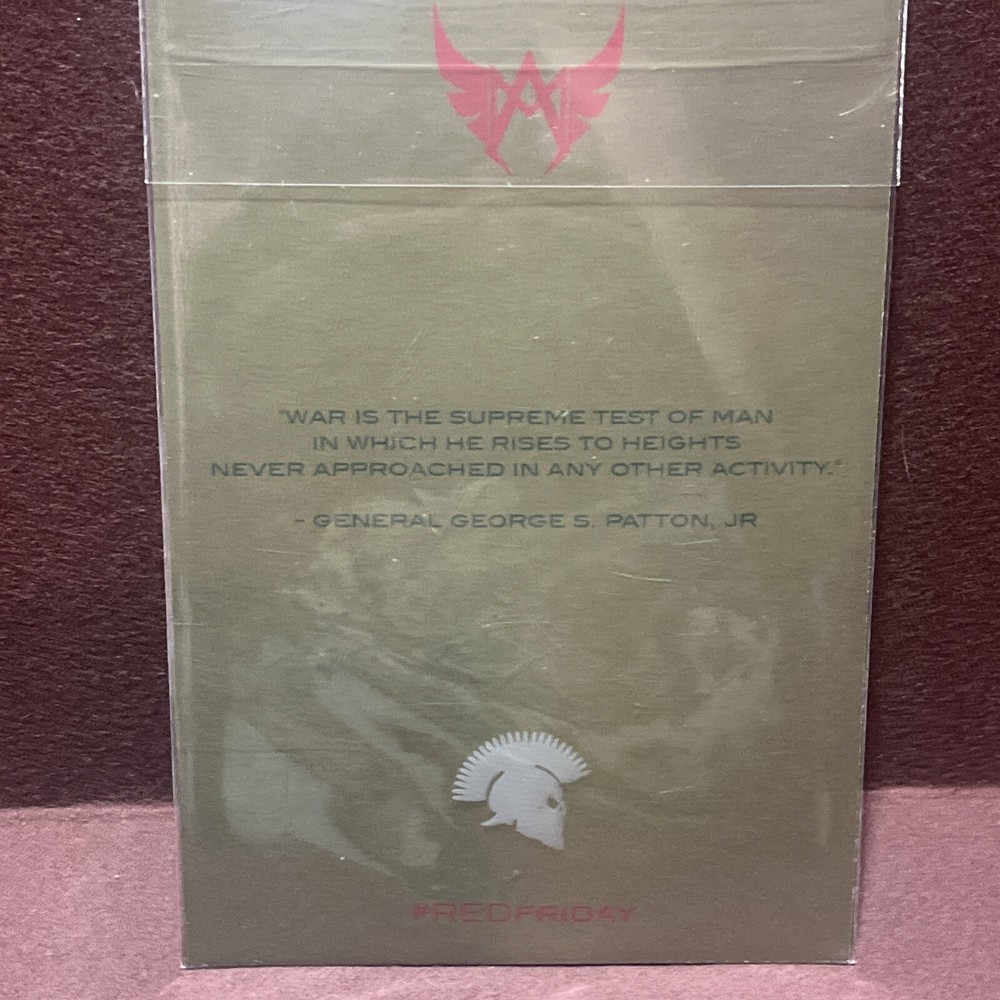 "WAR IS THE SUPREME TEST OF MAN
IN WHICH HE RISES TO HEIGHTS
NEVER APPROACHED IN ANY OTHER ACTIVITY."
- GENERAL GEORGE S. PATTON, JR
#REDFRIDAY